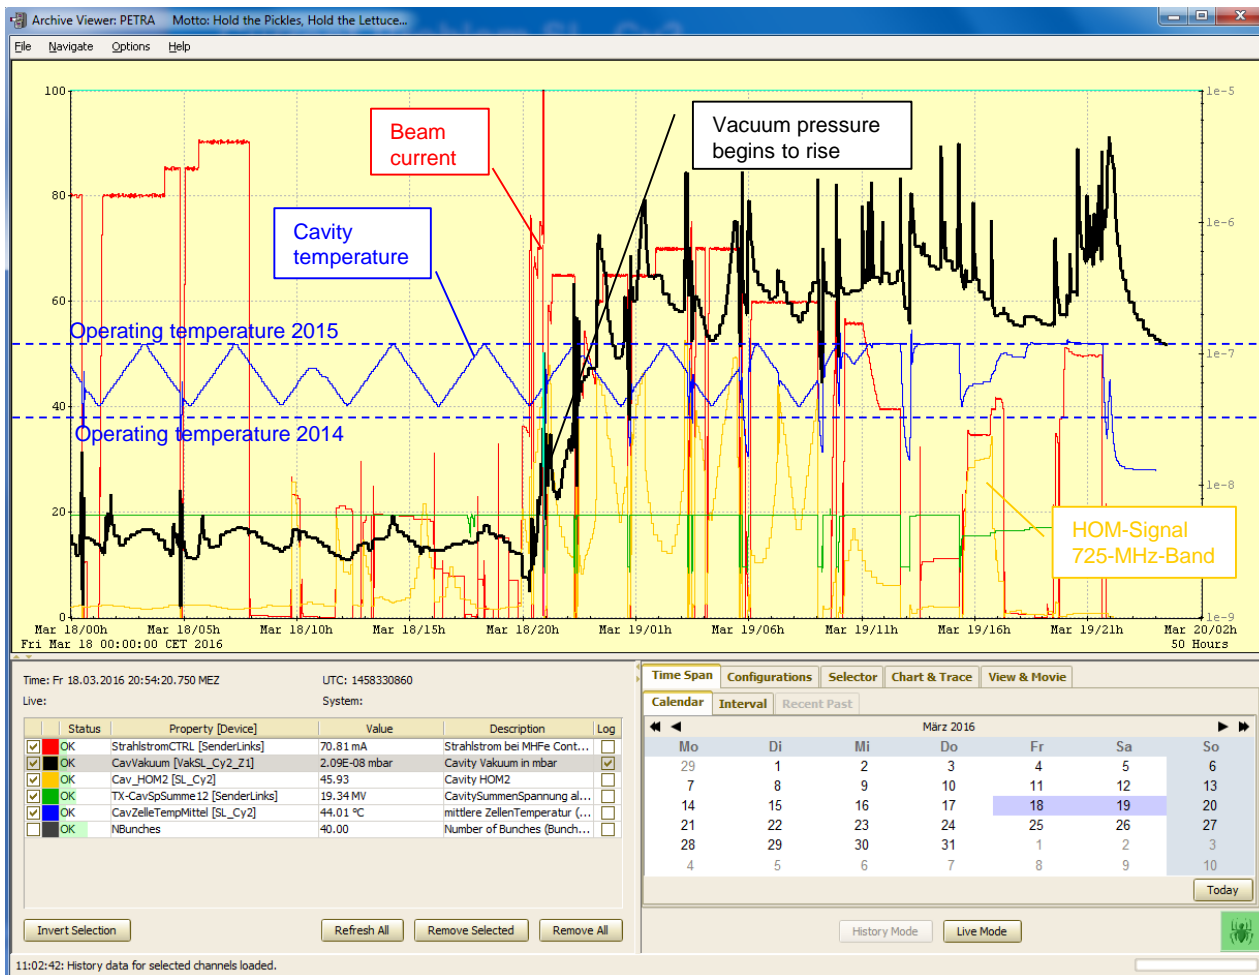 Archive Viewer: PETRA Motto: Hold the Pickles, Hold the Lettuce...
File Navigate Options Help
100
80
60
40
20
0
1e-5
1e-6
1e-7
1e-8
1e-9
Beam
current
Vacuum pressure
begins to rise
Cavity
temperature
Operating temperature 2015
Operating temperature 2014
HOM-Signal
725-MHz-Band
Mar 18/00h Mar 18/05h Mar 18/10h Mar 18/15h Mar 18/20h Mar 19/01h Mar 19/06h Mar 19/11h Mar 19/16h Mar 19/21h Mar 20/02h
Fri Mar 18 00:00:00 CET 2016 50 Hours
Time: Fr 18.03.2016 20:54:20.750 MEZ UTC: 1458330860
Live: System:
Status Property [Device] Value Description Log
OK StrahlstromCTRL [SenderLinks] 70.81 mA Strahlstrom bei MHFe Cont...
OK CavVakuum [VakSL_Cy2_Z1] 2.09E-08 mbar Cavity Vakuum in mbar
OK Cav_HOM2 [SL_Cy2] 45.93 Cavity HOM2
OK TX-CavSpSumme12 [SenderLinks] 19.34 MV CavitySummenSpannung al...
OK CavZelleTempMittel [SL_Cy2] 44.01 °C mittlere ZellenTemperatur (...
OK NBunches 40.00 Number of Bunches (Bunch...
Invert Selection Refresh All Remove Selected Remove All
Time Span Configurations Selector Chart & Trace View & Movie
Calendar Interval Recent Past
März 2016
Mo Di Mi Do Fr Sa So
29 1 2 3 4 5 6
7 8 9 10 11 12 13
14 15 16 17 18 19 20
21 22 23 24 25 26 27
28 29 30 31 1 2 3
4 5 6 7 8 9 10
Today
History Mode Live Mode
11:02:42: History data for selected channels loaded.